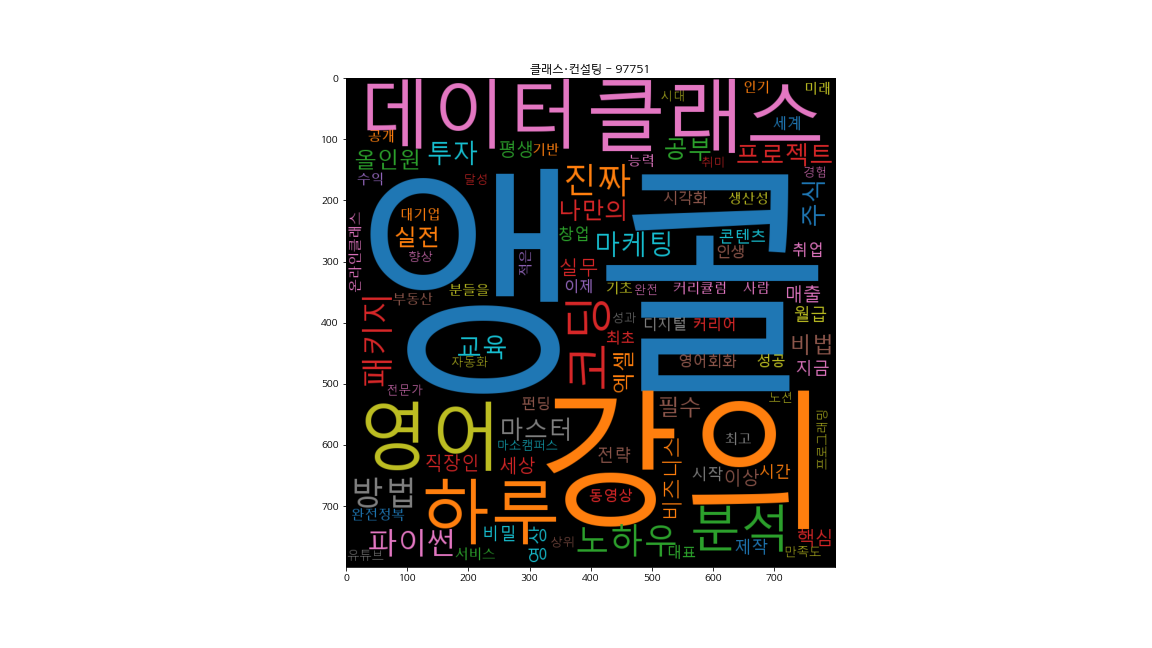 클래스·컨설팅 - 97751
0
100
200
300
400
500
600
700
데이터 클래스
시대
인기
미래
세계
공개
올인원
투자
평생
기반
공부
능력
취미
프로젝트
수익
달성
진짜
경험
앵콜
대기업
실전
향상
적은
나만의
시각화
생산성
주식
온라인클래스
창업
마케팅
콘텐츠
인생
취업
실무
이제
기초
완전
커리큘럼
사람
매출
부동산
분들을
패키지
코딩
성과
디지털
커리어
월급
교육
자동화
최초
엑셀
영어회화
성공
비법
지금
전문가
영어
펀딩
강의
필수
노션
마스터
마소캠퍼스
최고
프로그래밍
직장인
세상
전략
비즈니스
시작
이상
시간
방법
하루
동영상
완전정복
분석
파이썬
비밀
영상
상위
노하우
대표
제작
핵심
만족도
유튜브
서비스
0
100
200
300
400
500
600
700